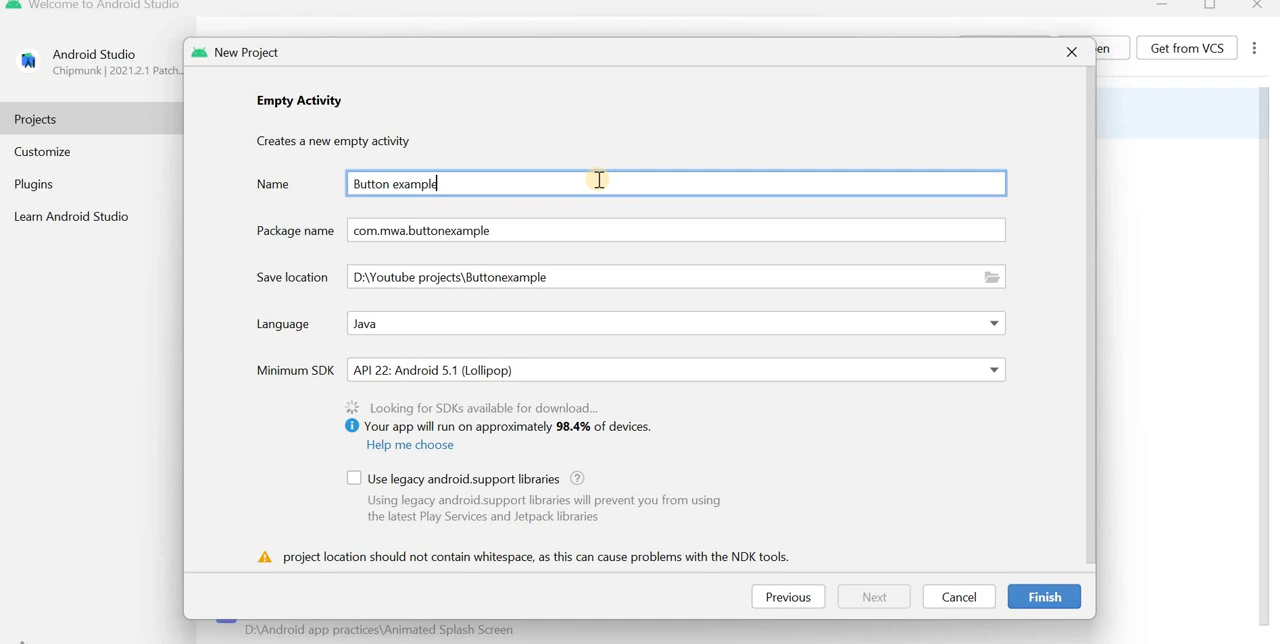 Welcome to Android Studio
Android Studio
Chipmunk | 2021.2.1 Patch...
Get from VCS
Projects
Customize
Plugins
Learn Android Studio
New Project
Empty Activity
Creates a new empty activity
Name Button example
Package name com.mwa.buttonexample
Save location D:\Youtube projects\Buttonexample
Language Java
Minimum SDK API 22: Android 5.1 (Lollipop)
Looking for SDKs available for download...
i Your app will run on approximately 98.4% of devices.
Help me choose
Use legacy android.support libraries ?
Using legacy android.support libraries will prevent you from using
the latest Play Services and Jetpack libraries
project location should not contain whitespace, as this can cause problems with the NDK tools.
Previous Next Cancel Finish
D:\Android app practices\Animated Splash Screen